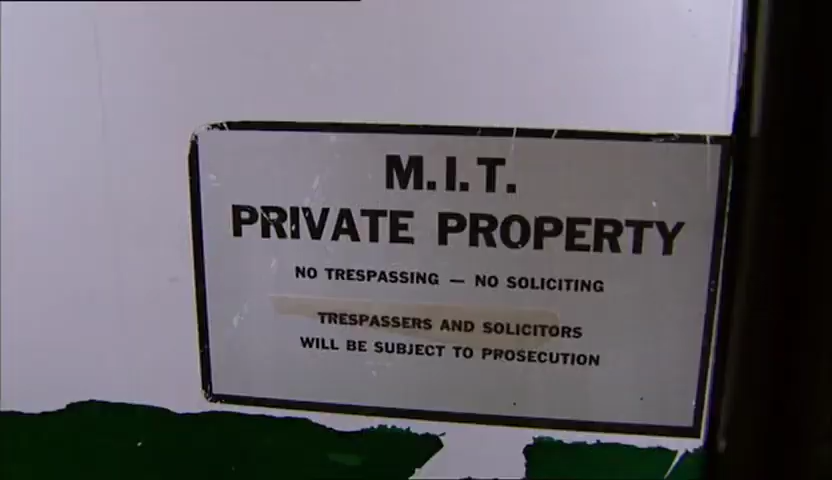 M.I.T.
PRIVATE PROPERTY
NO TRESPASSING — NO SOLICITING
TRESPASSERS AND SOLICITORS
WILL BE SUBJECT TO PROSECUTION